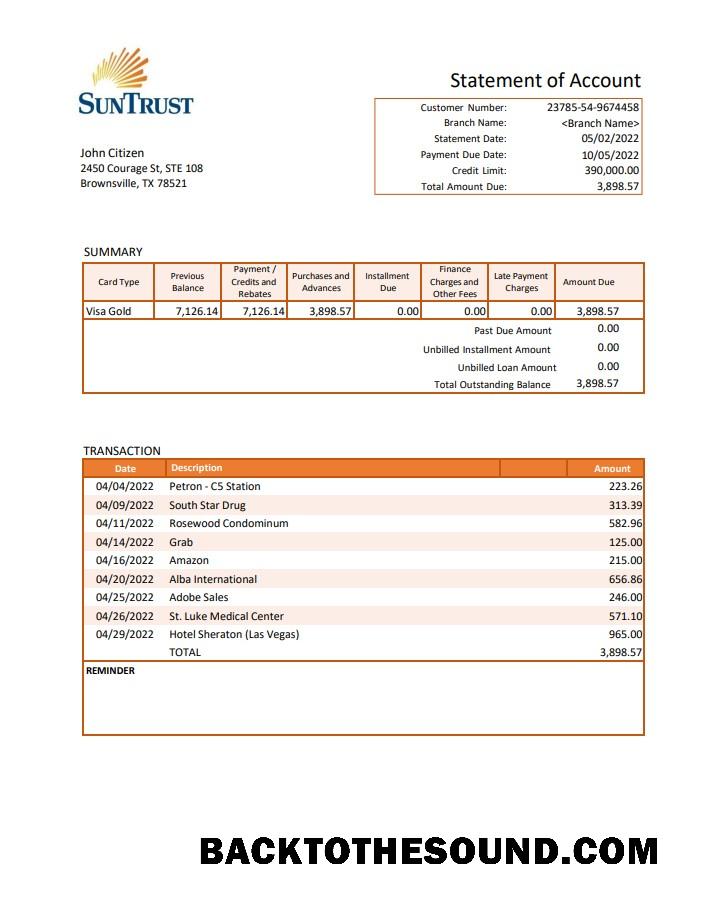 SUNTRUST
Statement of Account
Customer Number: 23785-54-9674458
Branch Name: <Branch Name>
Statement Date: 05/02/2022
Payment Due Date: 10/05/2022
Credit Limit: 390,000.00
Total Amount Due: 3,898.57
John Citizen
2450 Courage St, STE 108
Brownsville, TX 78521
SUMMARY
Card Type Previous Balance Payment / Credits and Rebates Purchases and Advances Installment Due Finance Charges and Other Fees Late Payment Charges Amount Due
Visa Gold 7,126.14 7,126.14 3,898.57 0.00 0.00 0.00 3,898.57
Past Due Amount 0.00
Unbilled Installment Amount 0.00
Unbilled Loan Amount 0.00
Total Outstanding Balance 3,898.57
TRANSACTION
Date Description Amount
04/04/2022 Petron - C5 Station 223.26
04/09/2022 South Star Drug 313.39
04/11/2022 Rosewood Condominum 582.96
04/14/2022 Grab 125.00
04/16/2022 Amazon 215.00
04/20/2022 Alba International 656.86
04/25/2022 Adobe Sales 246.00
04/26/2022 St. Luke Medical Center 571.10
04/29/2022 Hotel Sheraton (Las Vegas) 965.00
TOTAL 3,898.57
REMINDER
BACKTOTHESOUND.COM